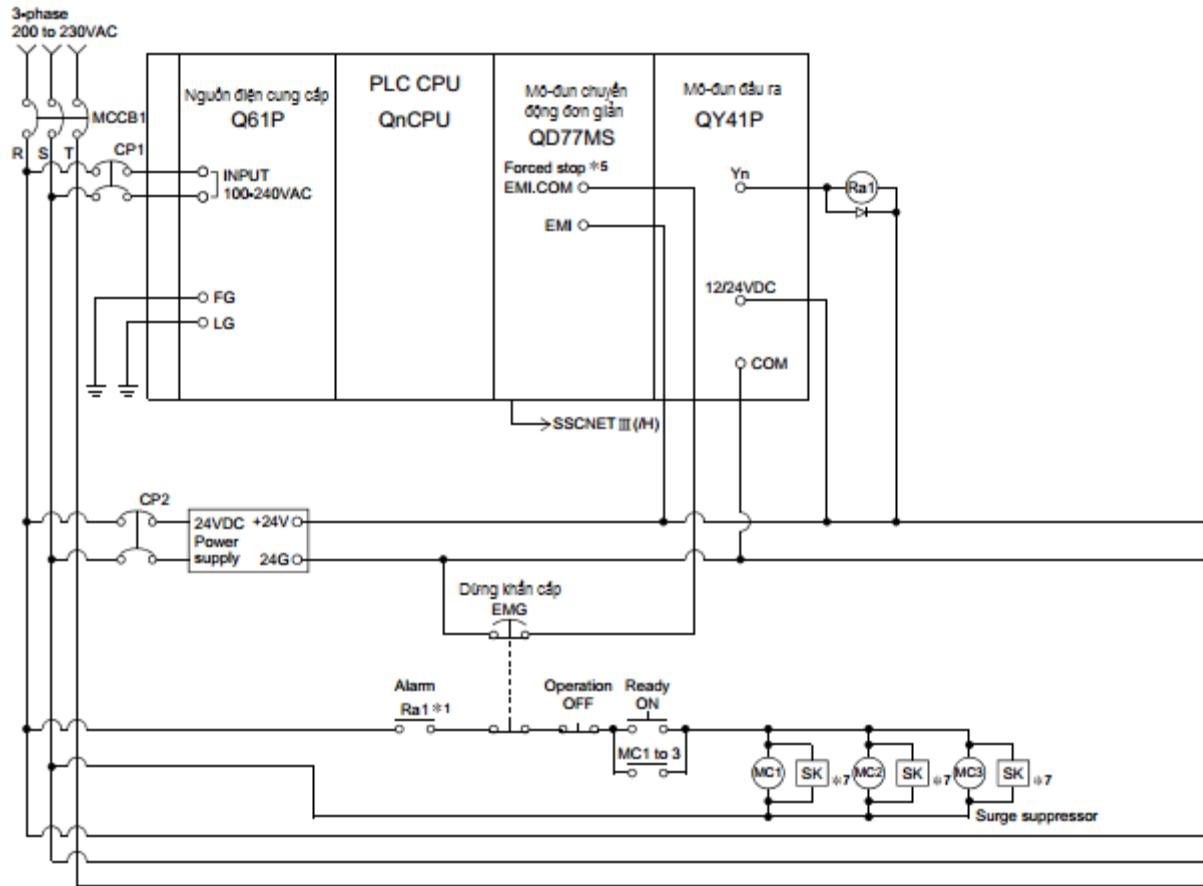 3-phase
200 to 230VAC
MCCB1
R S T CP1
Nguồn điện cung cấp
Q61P
INPUT
100-240VAC
FG
LG
PLC CPU
QnCPU
Mô-đun chuyển
động đơn giản
QD77MS
Forced stop *5
EMI.COM
EMI
Mô-đun đầu ra
QY41P
Yn
12/24VDC
COM
Ra1
SSCNETⅢ(/H)
CP2
24VDC +24V
Power
supply 24G
Dừng khẩn cấp
EMG
Alarm
Ra1*1
Operation
OFF
Ready
ON
MC1 to 3
MC1 SK *7 MC2 SK *7 MC3 SK *7
Surge suppressor